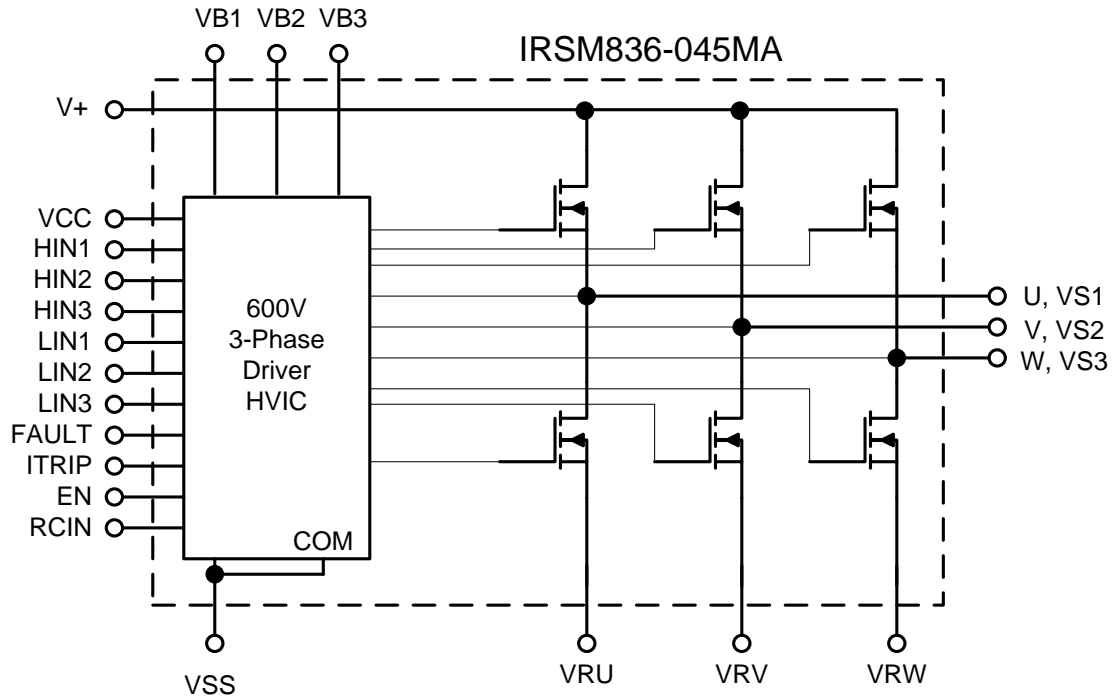 VB1 VB2 VB3
IRSM836-045MA
V+
VCC
HIN1
HIN2
HIN3
LIN1
LIN2
LIN3
FAULT
ITRIP
EN
RCIN
600V
3-Phase
Driver
HVIC
COM
U, VS1
V, VS2
W, VS3
VSS
VRU
VRV
VRW